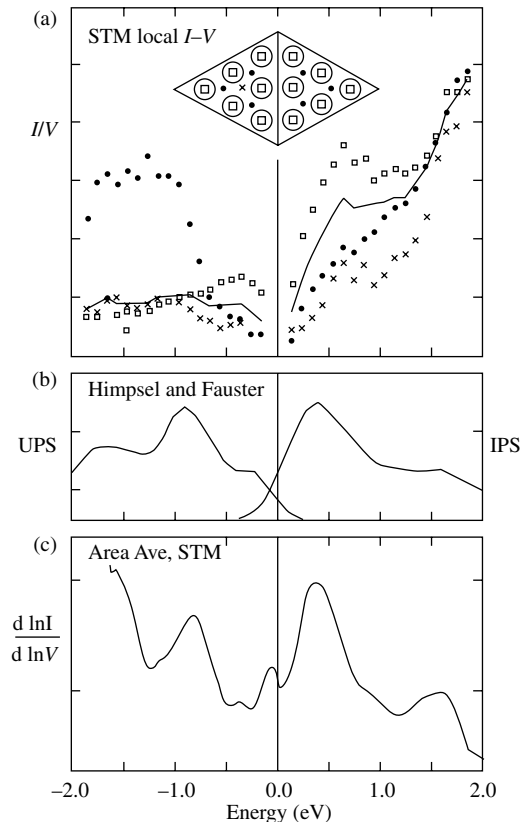 (a)
STM local I–V
I/V
(b)
Himpsel and Fauster
UPS
IPS
(c)
Area Ave, STM
d lnI
d lnV
−2.0 −1.0 0.0 1.0 2.0
Energy (eV)